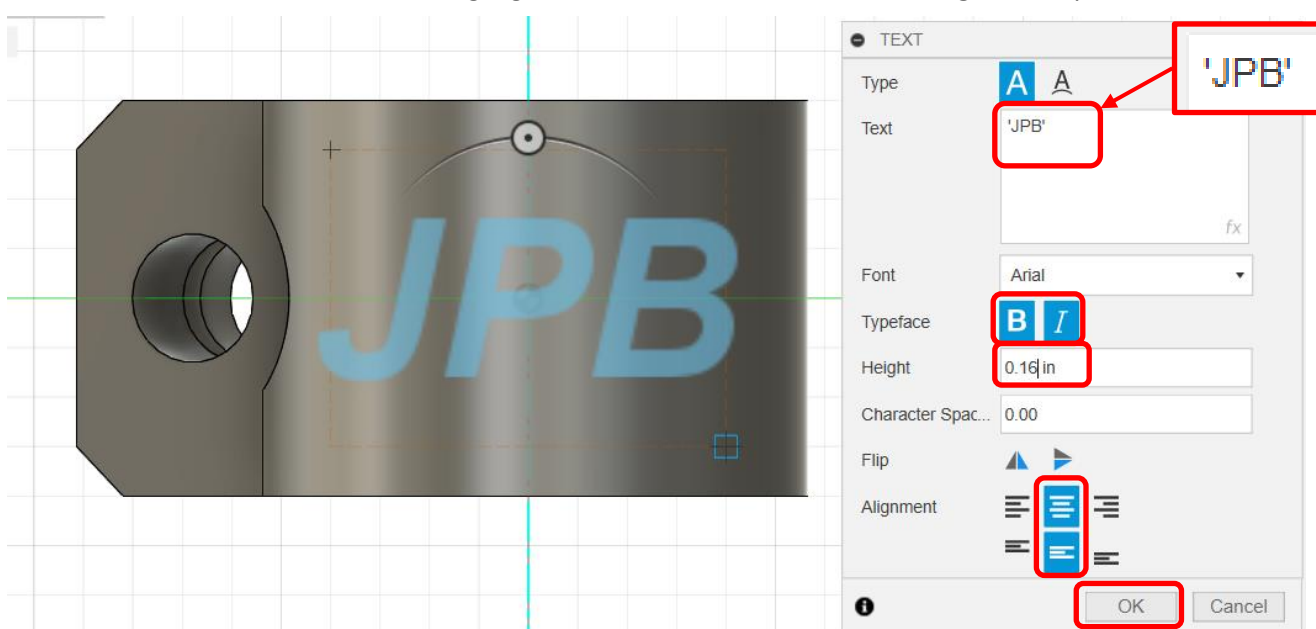 TEXT
'JPB'
Type A A
Text 'JPB'
fx
JPB
Font Arial
Typeface B I
Height 0.16 in
Character Spac... 0.00
Flip
Alignment
OK Cancel